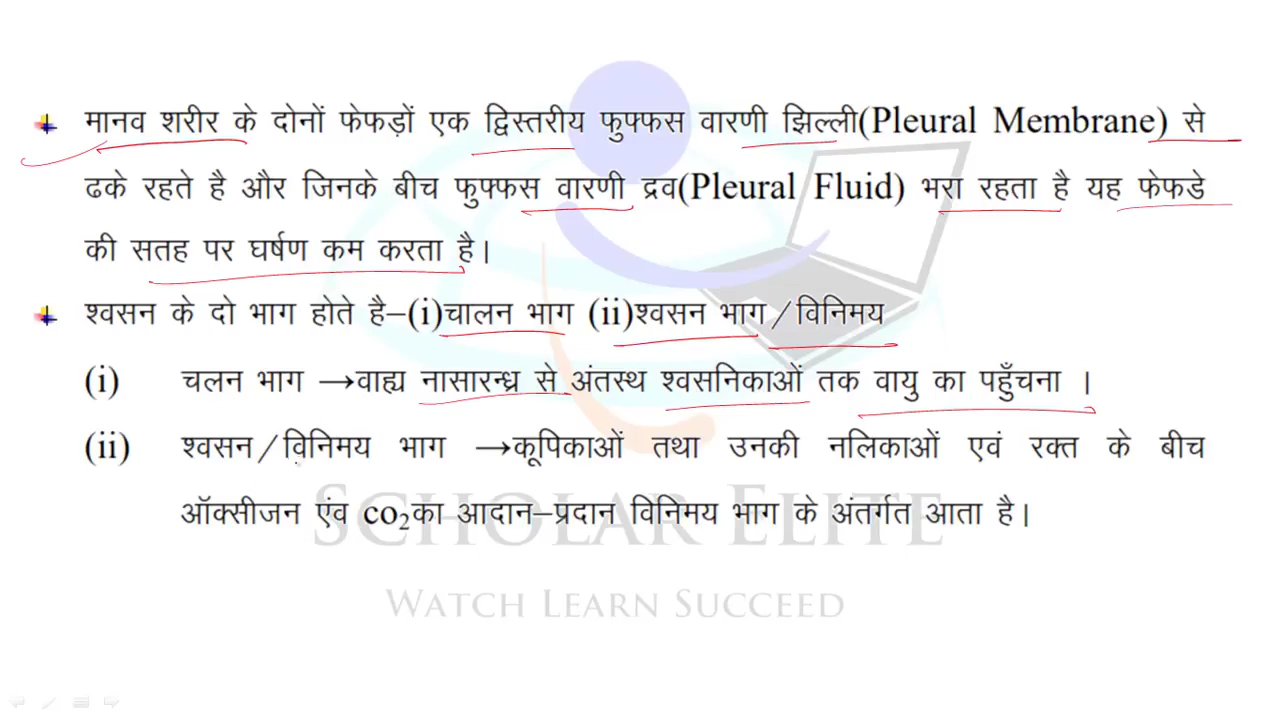 मानव शरीर के दोनों फेफड़ों एक द्विस्तरीय फुफ्फस वारणी झिल्ली(Pleural Membrane) से
ढके रहते है और जिनके बीच फुफ्फस वारणी द्रव(Pleural Fluid) भरा रहता है यह फेफडे
की सतह पर घर्षण कम करता है।
श्वसन के दो भाग होते है–(i)चालन भाग (ii)श्वसन भाग/विनिमय
(i) चलन भाग →वाह्य नासारन्ध्र से अंतस्थ श्वसनिकाओं तक वायु का पहुँचना ।
(ii) श्वसन/विनिमय भाग →कूपिकाओं तथा उनकी नलिकाओं एवं रक्त के बीच
ऑक्सीजन एंव co₂का आदान–प्रदान विनिमय भाग के अंतर्गत आता है।
SCHOLAR ELITE
WATCH LEARN SUCCEED